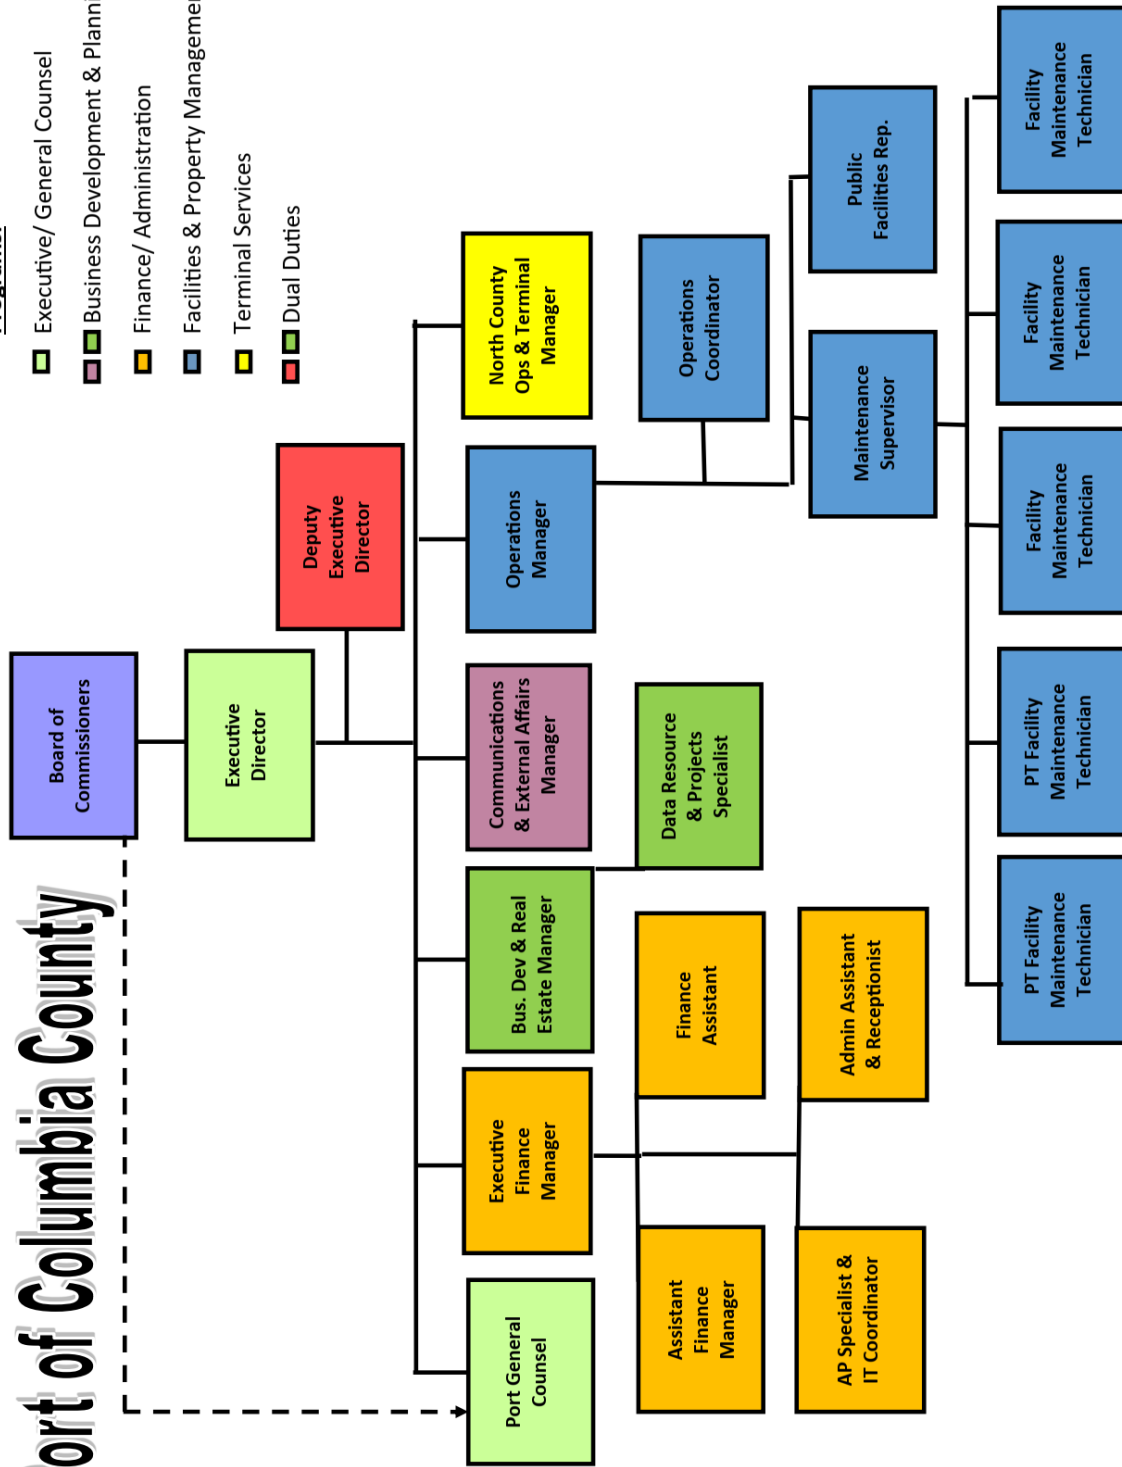 of Columbia County
Executive/ General Counsel
Business Development &
Finance/ Administration
Facilities & Property
Terminal Services
Dual Duties
Board of
Commissioners
Executive
Director
Deputy
Executive
Director
Port General
Counsel
Executive
Finance
Manager
Bus. Dev & Real
Estate Manager
Communications
& External Affairs
Manager
Operations
Manager
North County
Ops & Terminal
Manager
Assistant
Finance
Manager
Finance
Assistant
Data Resource
& Projects
Specialist
Operations
Coordinator
AP Specialist &
IT Coordinator
Admin Assistant
& Receptionist
Maintenance
Supervisor
Public
Facilities Rep.
PT Facility
Maintenance
Technician
PT Facility
Maintenance
Technician
Facility
Maintenance
Technician
Facility
Maintenance
Technician
Facility
Maintenance
Technician